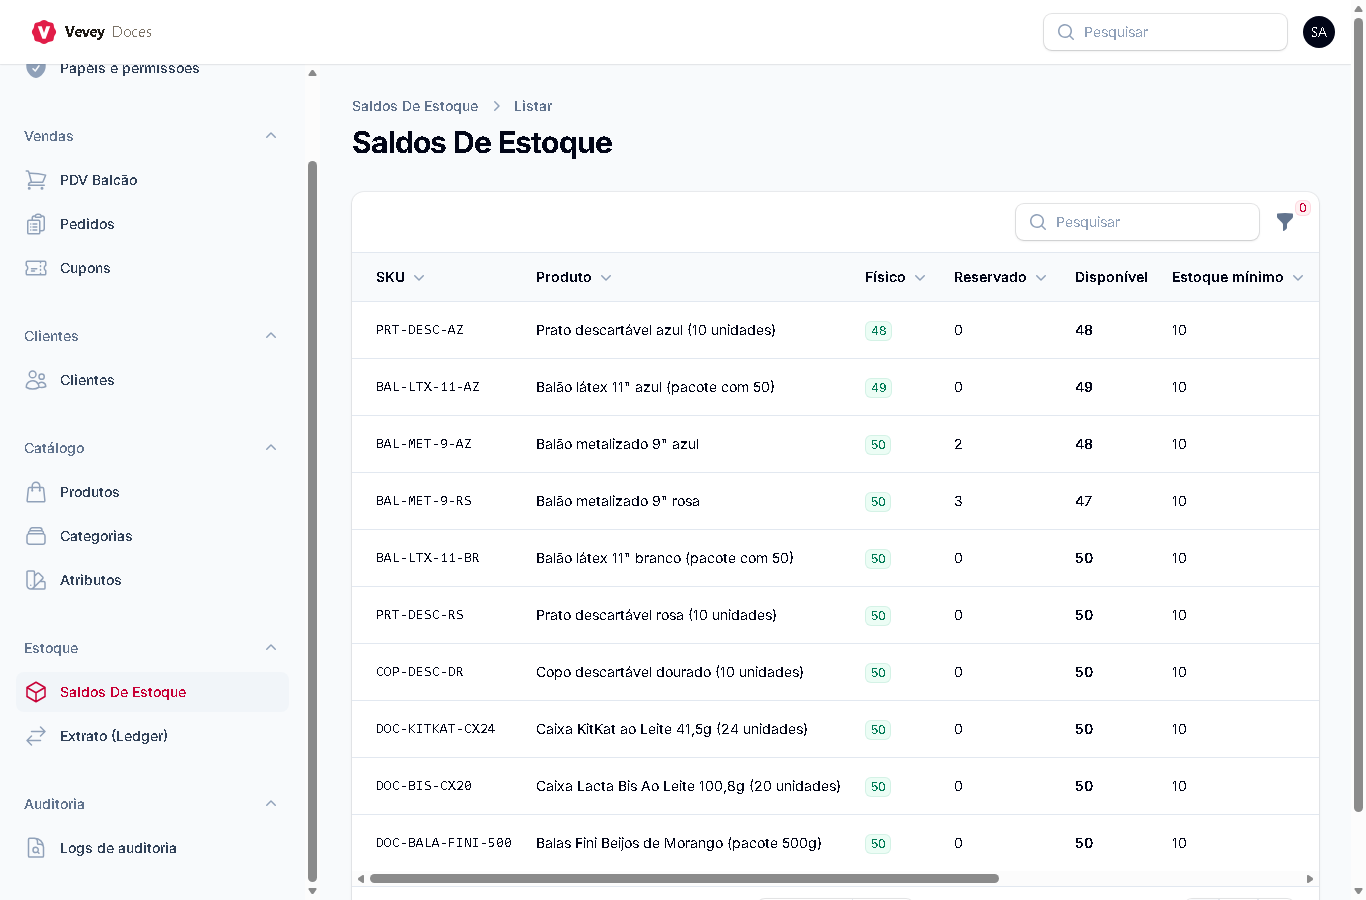 V Vevey Doces
Pesquisar
SA
Papéis e permissões
Vendas
PDV Balcão
Pedidos
Cupons
Clientes
Clientes
Catálogo
Produtos
Categorias
Atributos
Estoque
Saldos De Estoque
Extrato (Ledger)
Auditoria
Logs de auditoria
Saldos De Estoque > Listar
Saldos De Estoque
Pesquisar
0
SKU Produto Físico Reservado Disponível Estoque mínimo
PRT-DESC-AZ Prato descartável azul (10 unidades) 48 0 48 10
BAL-LTX-11-AZ Balão látex 11" azul (pacote com 50) 49 0 49 10
BAL-MET-9-AZ Balão metalizado 9" azul 50 2 48 10
BAL-MET-9-RS Balão metalizado 9" rosa 50 3 47 10
BAL-LTX-11-BR Balão látex 11" branco (pacote com 50) 50 0 50 10
PRT-DESC-RS Prato descartável rosa (10 unidades) 50 0 50 10
COP-DESC-DR Copo descartável dourado (10 unidades) 50 0 50 10
DOC-KITKAT-CX24 Caixa KitKat ao Leite 41,5g (24 unidades) 50 0 50 10
DOC-BIS-CX20 Caixa Lacta Bis Ao Leite 100,8g (20 unidades) 50 0 50 10
DOC-BALA-FINI-500 Balas Fini Beijos de Morango (pacote 500g) 50 0 50 10